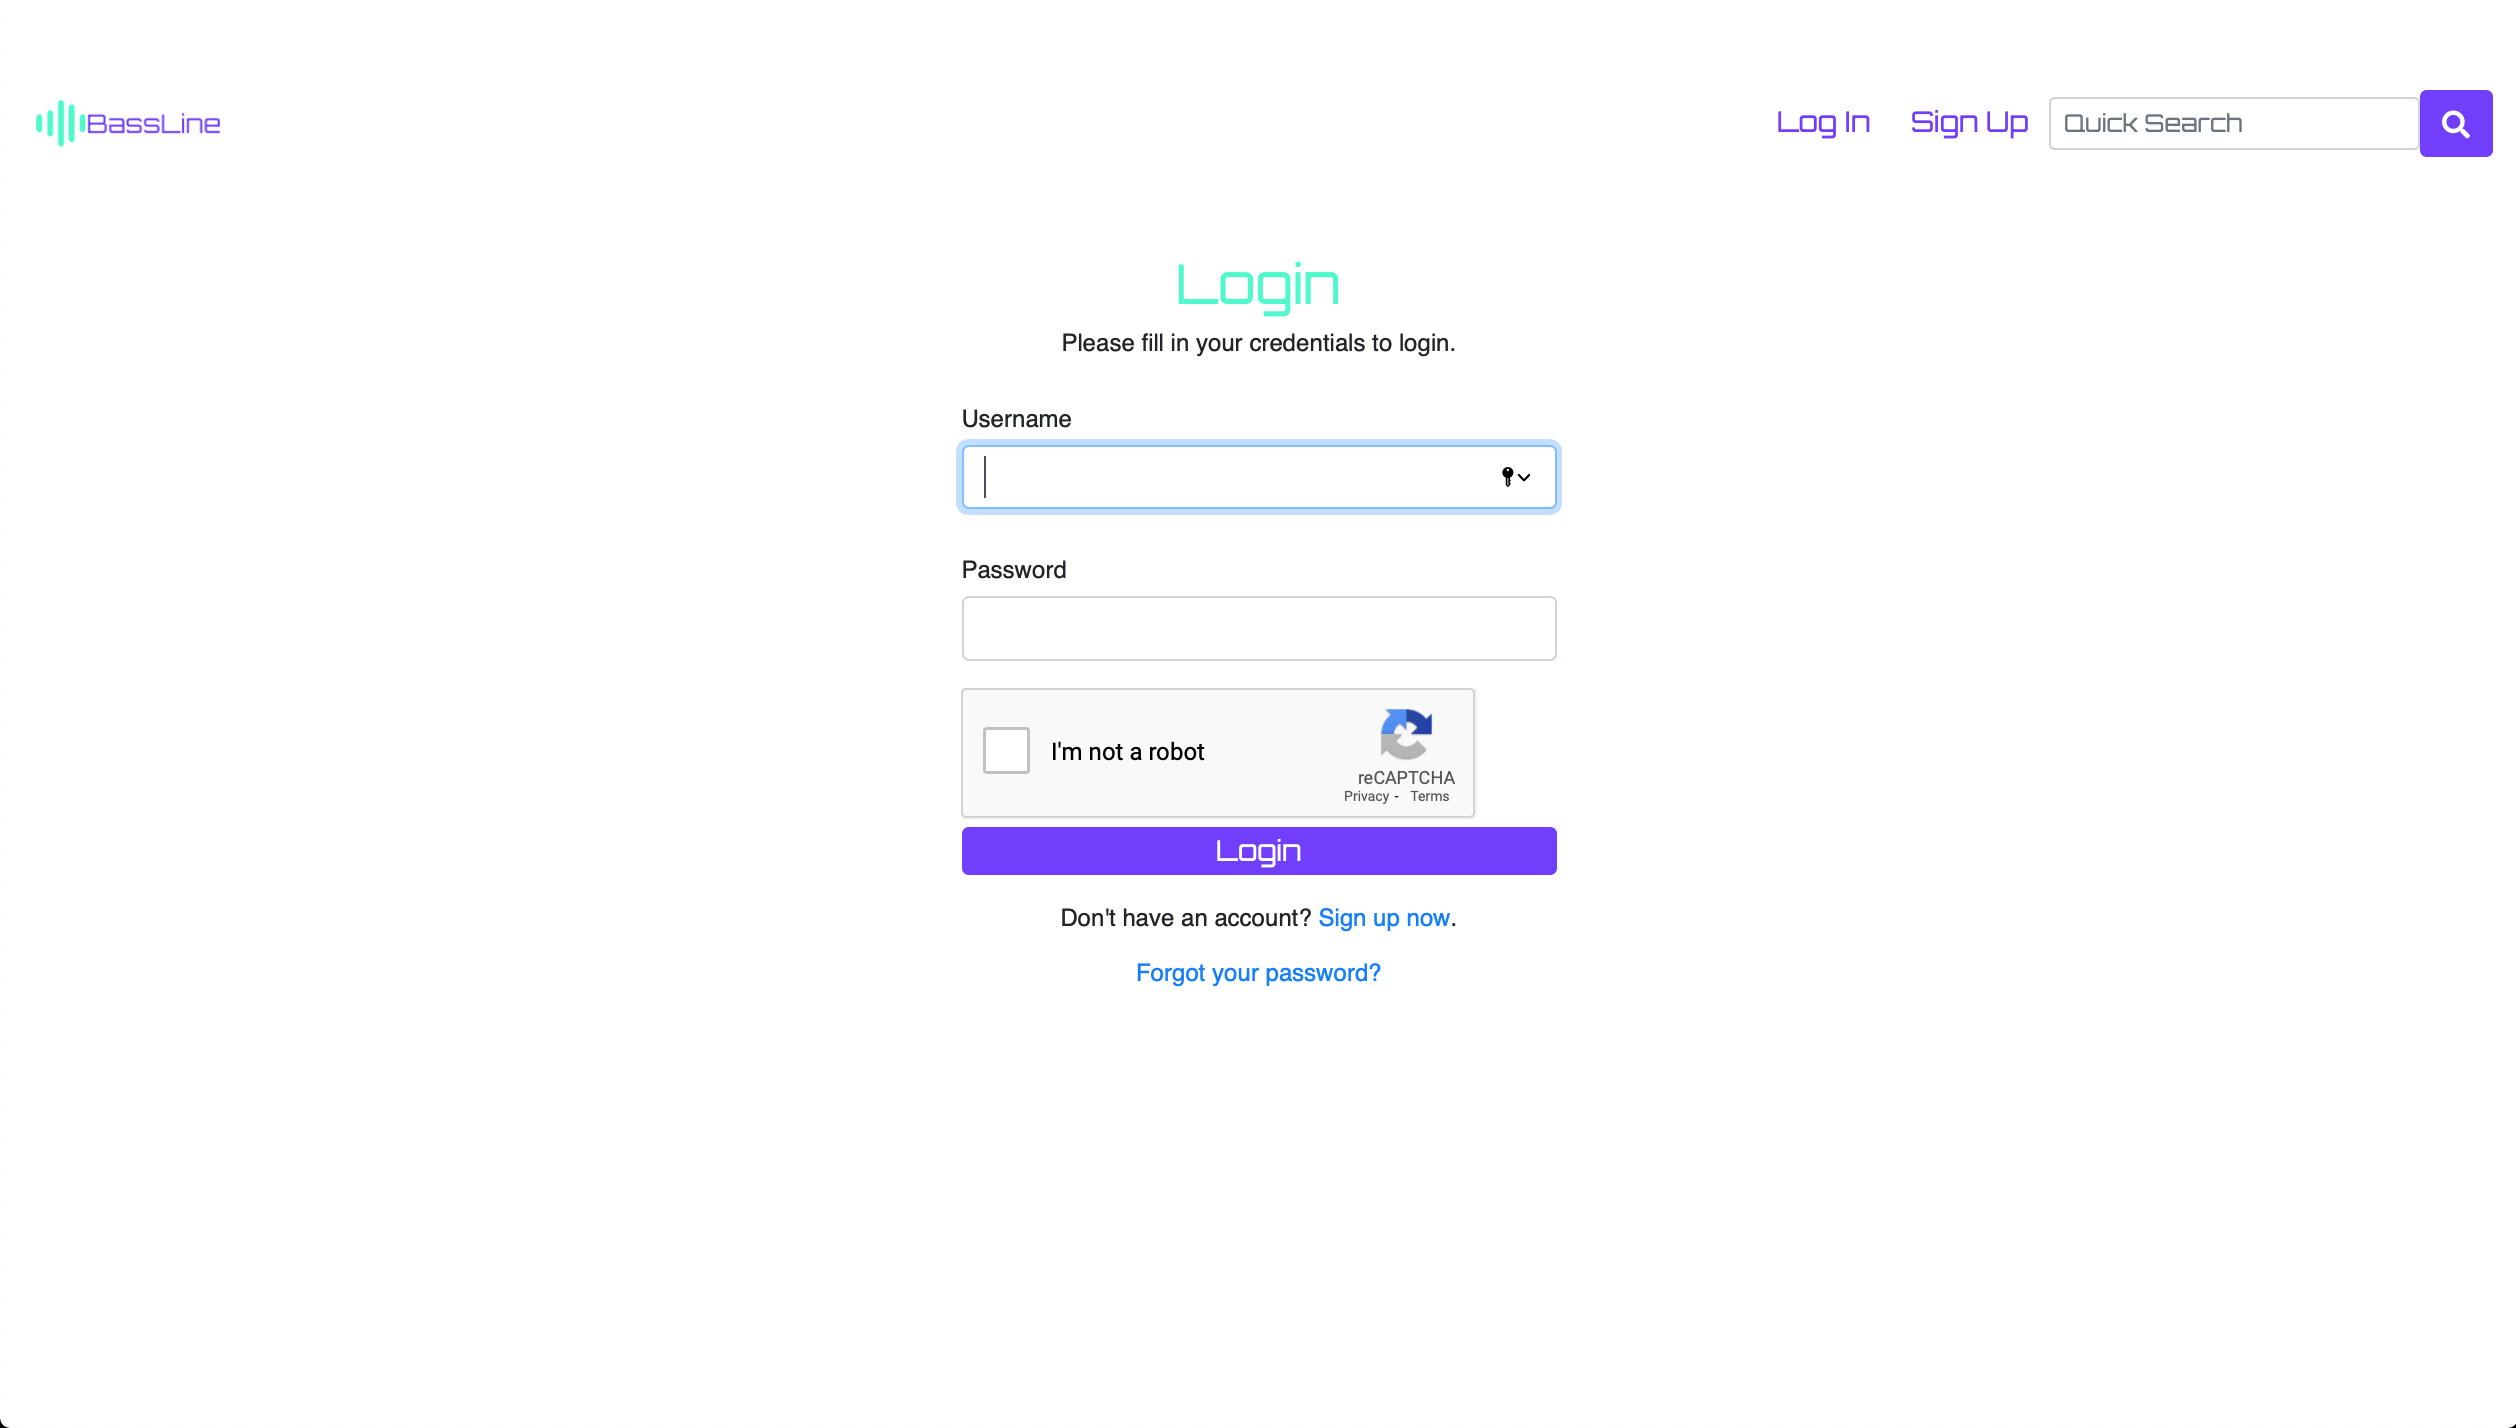 BassLine
Log In Sign Up Quick Search
Login
Please fill in your credentials to login.
Username
Password
I'm not a robot
reCAPTCHA
Privacy - Terms
Login
Don't have an account? Sign up now.
Forgot your password?